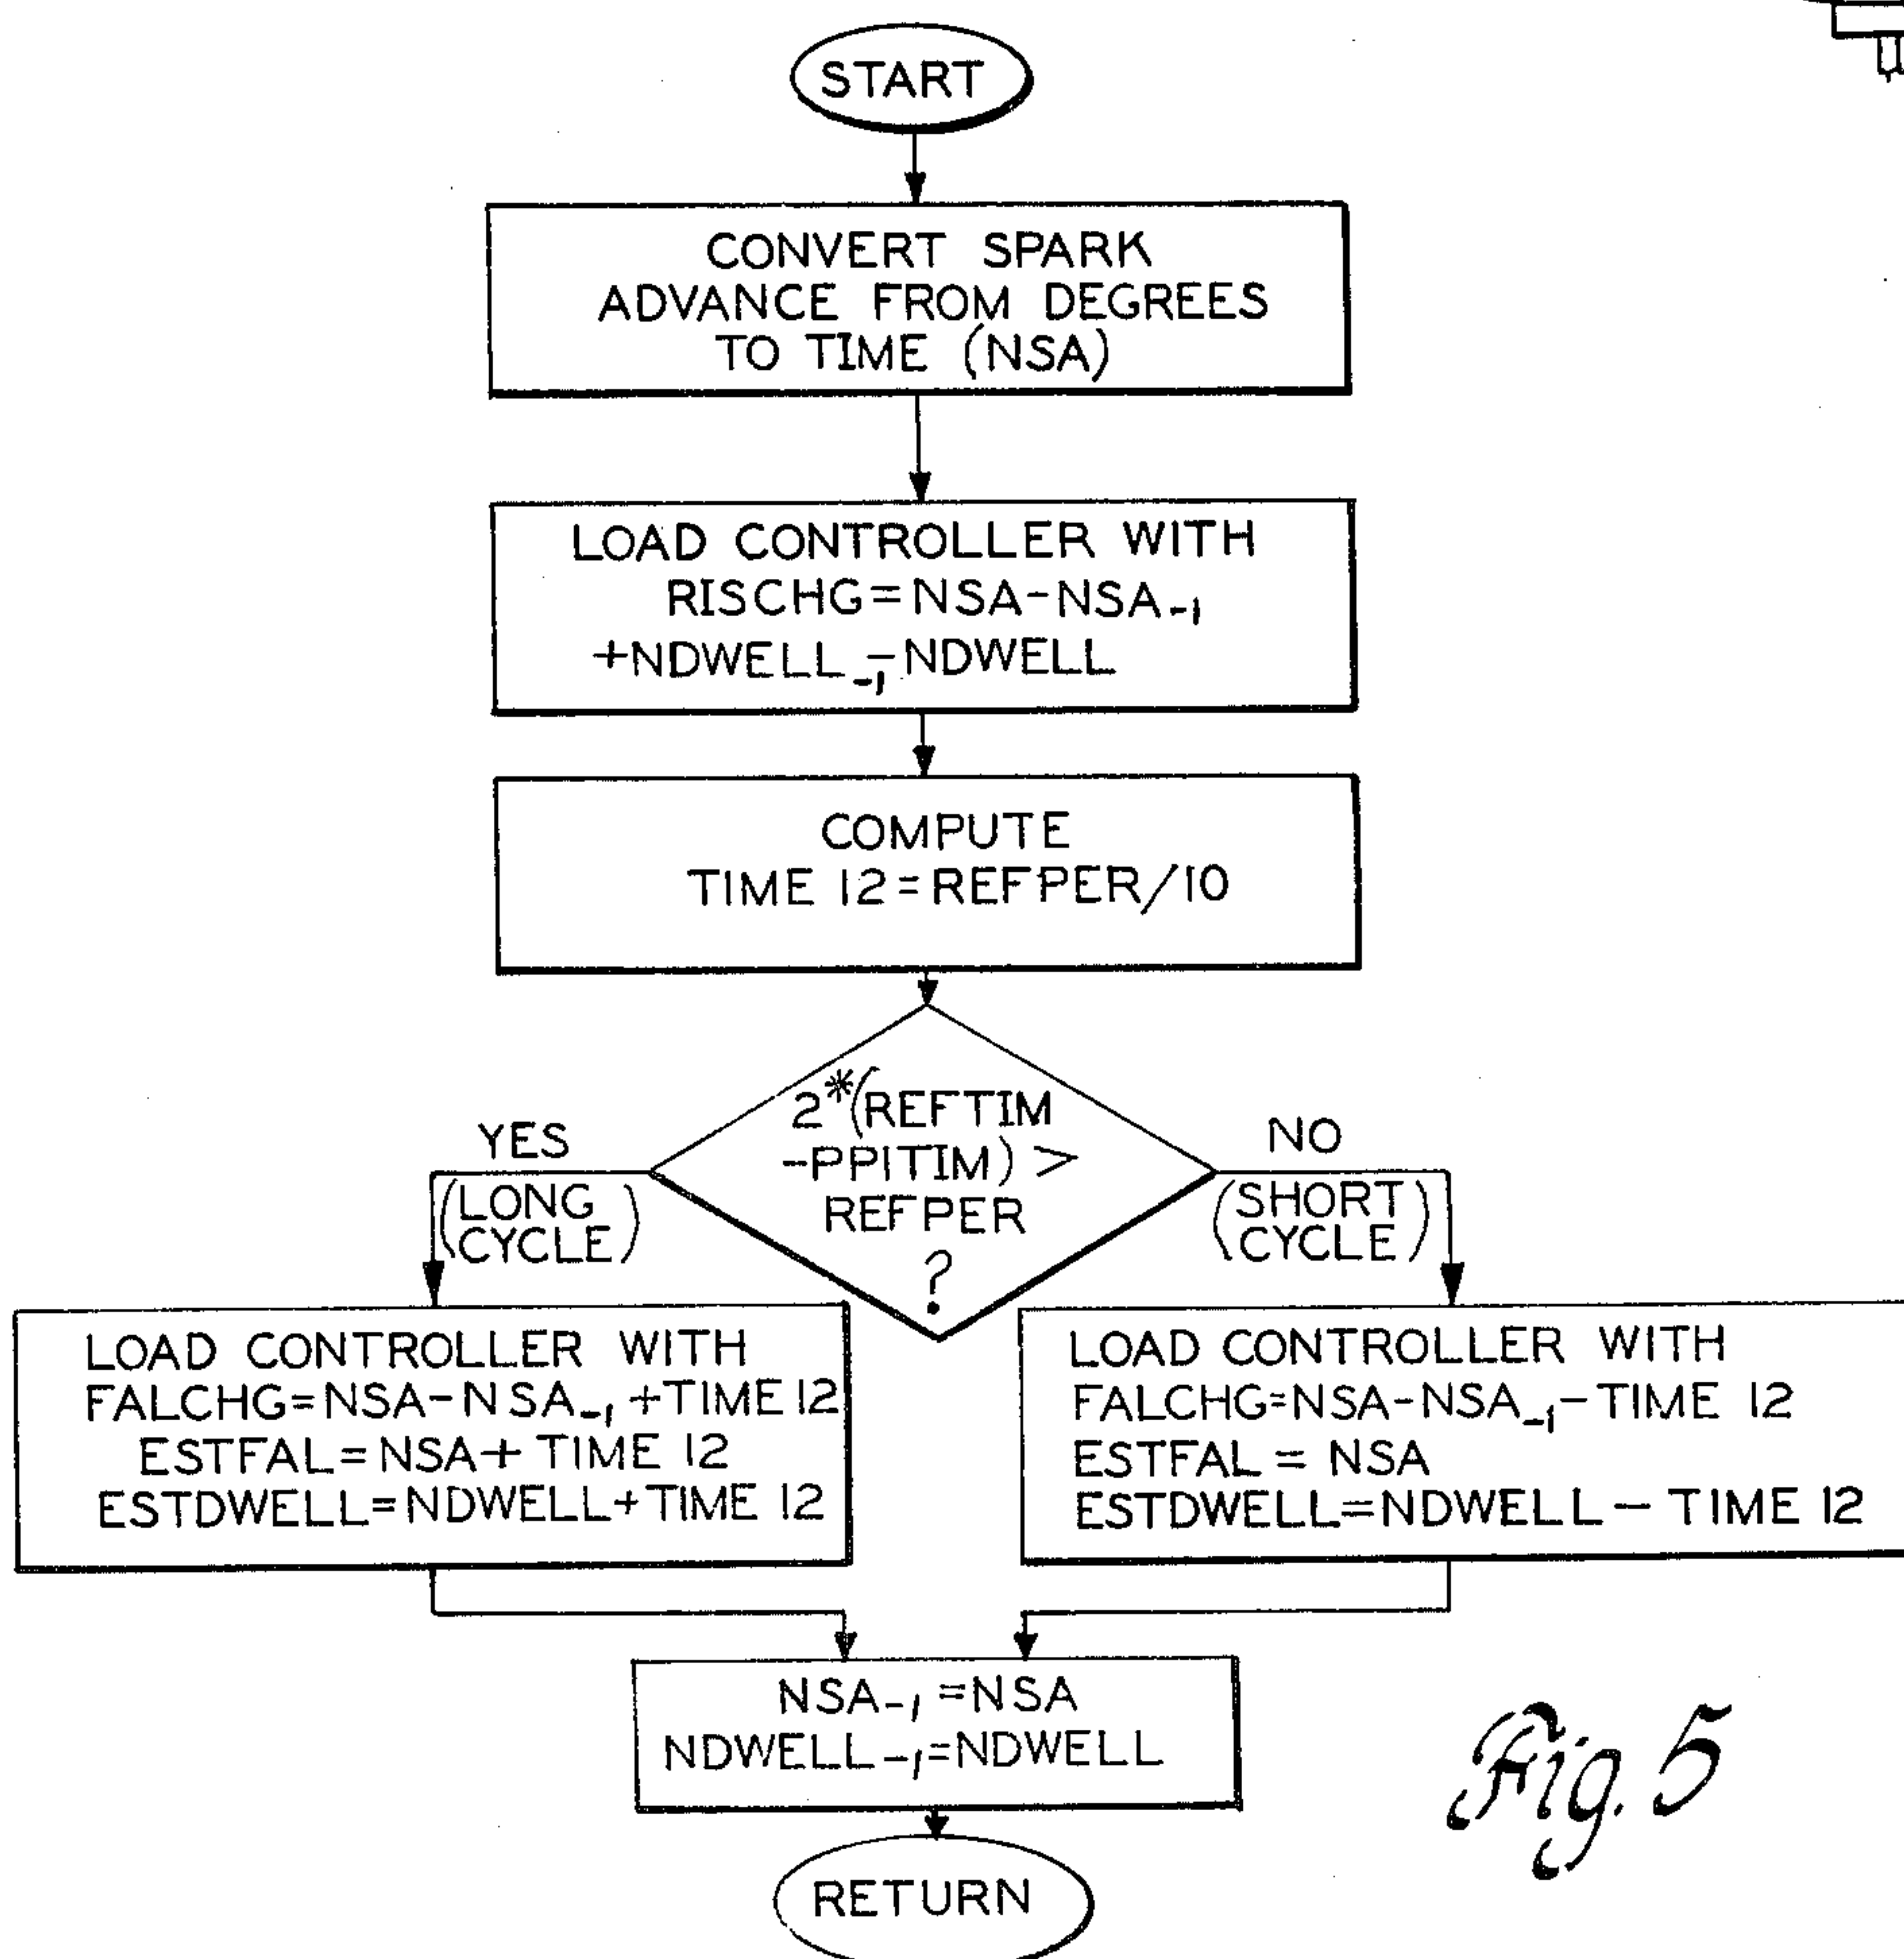 START
CONVERT SPARK
ADVANCE FROM DEGREES
TO TIME (NSA)
LOAD CONTROLLER WITH
RISCHG=NSA-NSA₋₁
+NDWELL₋₁-NDWELL
COMPUTE
TIME 12=REFPER/10
2*(REFTIM
-PPITIM) >
REFPER
?
YES
(LONG
CYCLE)
NO
(SHORT
CYCLE)
LOAD CONTROLLER WITH
FALCHG=NSA-NSA₋₁+TIME 12
ESTFAL=NSA+TIME 12
ESTDWELL=NDWELL+TIME 12
LOAD CONTROLLER WITH
FALCHG=NSA-NSA₋₁-TIME 12
ESTFAL = NSA
ESTDWELL=NDWELL - TIME 12
NSA₋₁=NSA
NDWELL₋₁=NDWELL
RETURN
Fig. 5